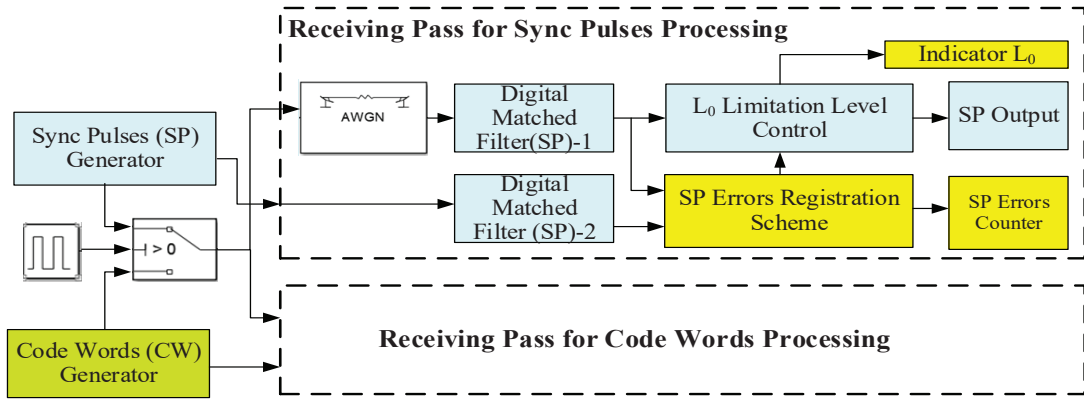 Receiving Pass for Sync Pulses Processing
Indicator L₀
AWGN
Digital
Matched
Filter(SP)-1
L₀ Limitation Level
Control
SP Output
Sync Pulses (SP)
Generator
Digital
Matched
Filter (SP)-2
SP Errors Registration
Scheme
SP Errors
Counter
> 0
Code Words (CW)
Generator
Receiving Pass for Code Words Processing